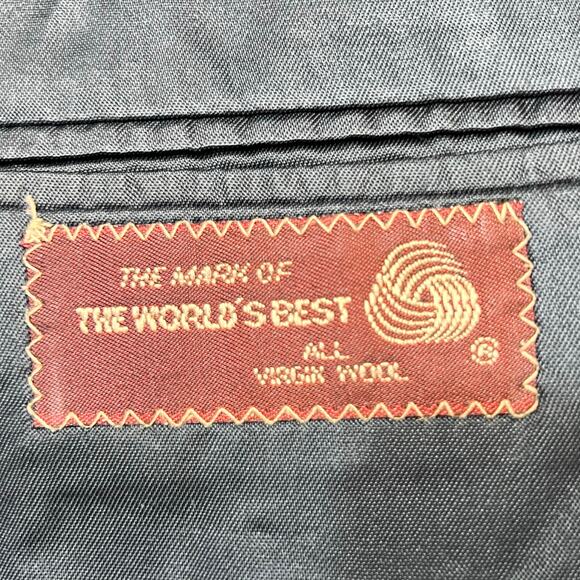 THE MARK OF
THE WORLD'S BEST
ALL
VIRGIN WOOL
®